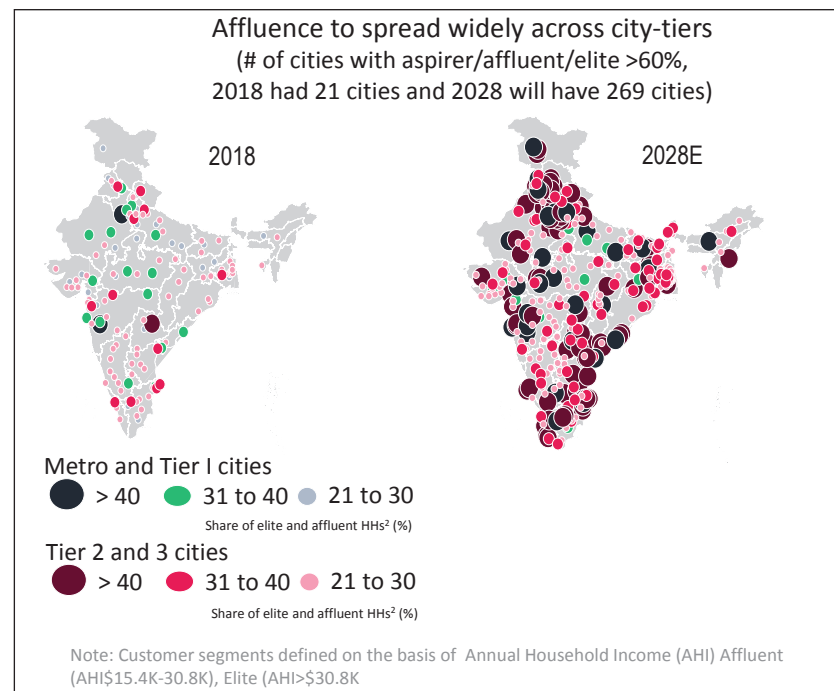 Affluence to spread widely across city-tiers
(# of cities with aspirer/affluent/elite >60%,
2018 had 21 cities and 2028 will have 269 cities)
2018
2028E
Metro and Tier I cities
> 40 31 to 40 21 to 30
Share of elite and affluent HHs² (%)
Tier 2 and 3 cities
> 40 31 to 40 21 to 30
Share of elite and affluent HHs² (%)
Note: Customer segments defined on the basis of Annual Household Income (AHI) Affluent
(AHI$15.4K-30.8K), Elite (AHI>$30.8K